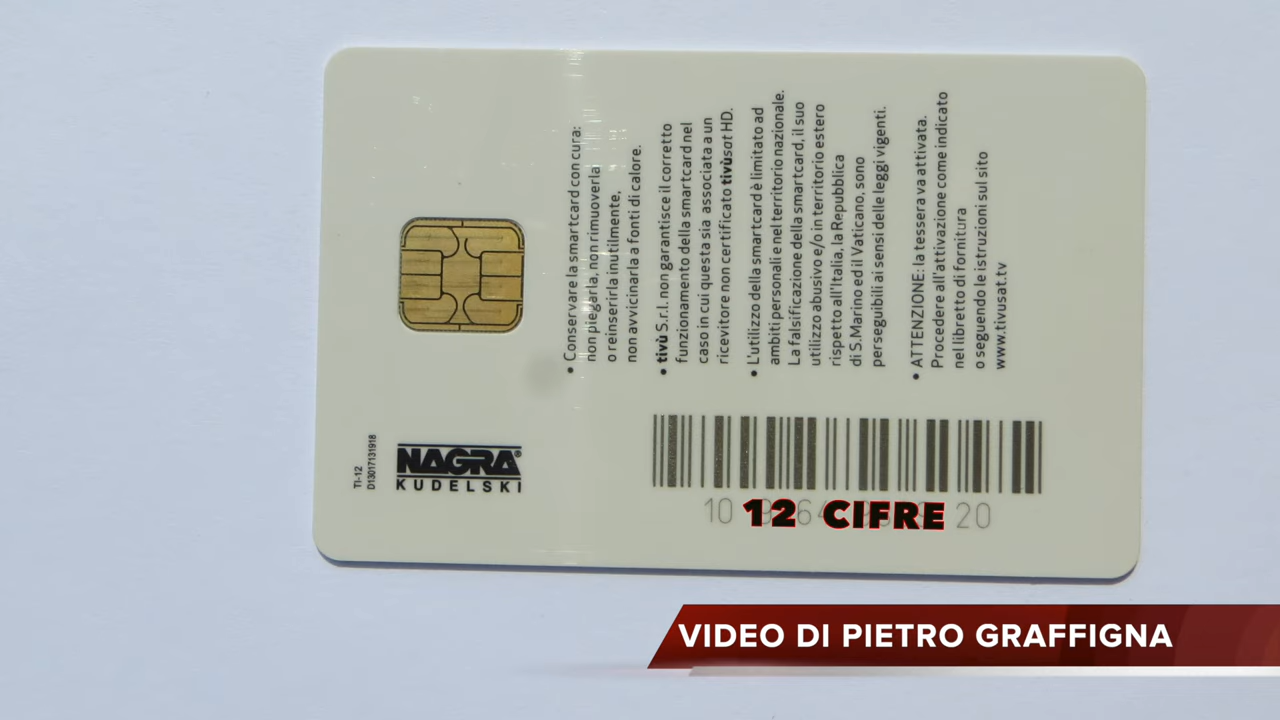 • Conservare la smartcard con cura:
non piegarla, non rimuoverla
o reinserirla inutilmente,
non avvicinarla a fonti di calore.
• tivù S.r.l. non garantisce il corretto
funzionamento della smartcard nel
caso in cui questa sia associata a un
ricevitore non certificato tivùsat HD.
• L'utilizzo della smartcard è limitato ad
ambiti personali e nel territorio nazionale.
La falsificazione della smartcard, il suo
utilizzo abusivo e/o in territorio estero
rispetto all'Italia, la Repubblica
di S.Marino ed il Vaticano, sono
perseguibili ai sensi delle leggi vigenti.
• ATTENZIONE: la tessera va attivata.
Procedere all'attivazione come indicato
nel libretto di fornitura
o seguendo le istruzioni sul sito
www.tivusat.tv
TI-12
D13017131918
NAGRA®
KUDELSKI
10 20
12 CIFRE
VIDEO DI PIETRO GRAFFIGNA